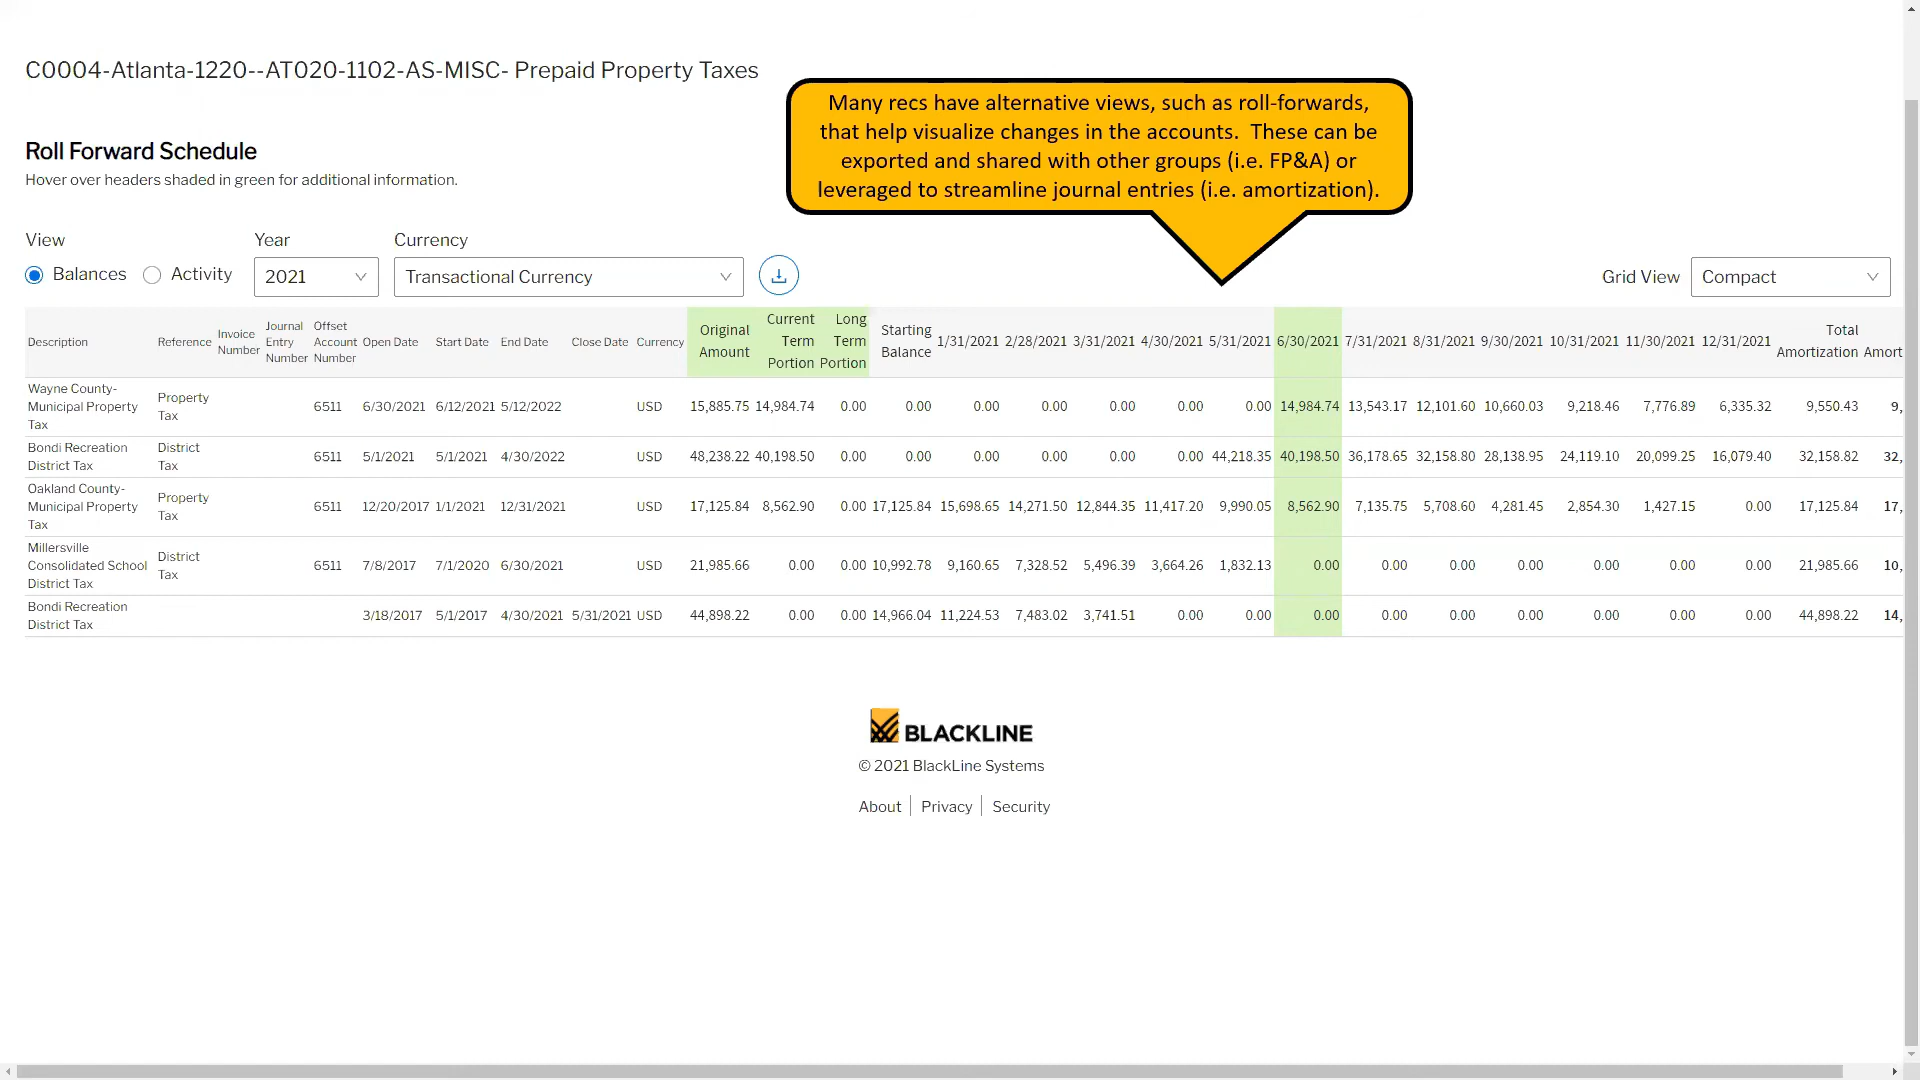 C0004-Atlanta-1220--AT020-1102-AS-MISC- Prepaid Property Taxes
Many recs have alternative views, such as roll-forwards,
that help visualize changes in the accounts. These can be
exported and shared with other groups (i.e. FP&A) or
leveraged to streamline journal entries (i.e. amortization).
Roll Forward Schedule
Hover over headers shaded in green for additional information.
View Year Currency
Balances Activity 2021 Transactional Currency Grid View Compact
Description Reference Invoice Number Journal Entry Number Offset Account Number Open Date Start Date End Date Close Date Currency Original Amount Current Term Portion Long Term Portion Starting Balance 1/31/2021 2/28/2021 3/31/2021 4/30/2021 5/31/2021 6/30/2021 7/31/2021 8/31/2021 9/30/2021 10/31/2021 11/30/2021 12/31/2021 Total Amortization Amort
Wayne County-Municipal Property Tax Property Tax 6511 6/30/2021 6/12/2021 5/12/2022 USD 15,885.75 14,984.74 0.00 0.00 0.00 0.00 0.00 0.00 0.00 14,984.74 13,543.17 12,101.60 10,660.03 9,218.46 7,776.89 6,335.32 9,550.43 9,
Bondi Recreation District Tax District Tax 6511 5/1/2021 5/1/2021 4/30/2022 USD 48,238.22 40,198.50 0.00 0.00 0.00 0.00 0.00 0.00 44,218.35 40,198.50 36,178.65 32,158.80 28,138.95 24,119.10 20,099.25 16,079.40 32,158.82 32,
Oakland County-Municipal Property Tax Property Tax 6511 12/20/2017 1/1/2021 12/31/2021 USD 17,125.84 8,562.90 0.00 17,125.84 15,698.65 14,271.50 12,844.35 11,417.20 9,990.05 8,562.90 7,135.75 5,708.60 4,281.45 2,854.30 1,427.15 0.00 17,125.84 17,
Millersville Consolidated School District Tax District Tax 6511 7/8/2017 7/1/2020 6/30/2021 USD 21,985.66 0.00 0.00 10,992.78 9,160.65 7,328.52 5,496.39 3,664.26 1,832.13 0.00 0.00 0.00 0.00 0.00 0.00 0.00 21,985.66 10,
Bondi Recreation District Tax 3/18/2017 5/1/2017 4/30/2021 5/31/2021 USD 44,898.22 0.00 0.00 14,966.04 11,224.53 7,483.02 3,741.51 0.00 0.00 0.00 0.00 0.00 0.00 0.00 0.00 0.00 44,898.22 14,
BLACKLINE
© 2021 BlackLine Systems
About Privacy Security